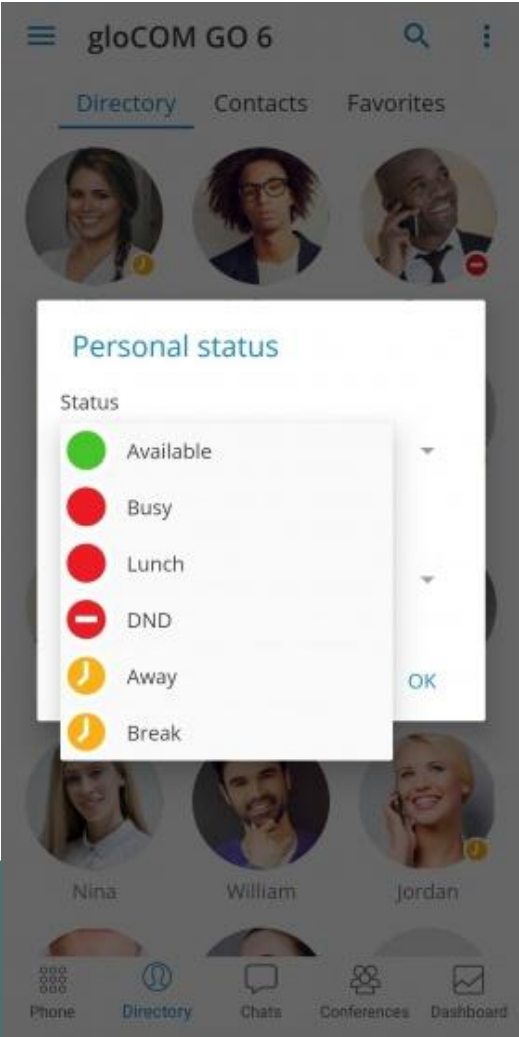 gloCOM GO 6
Directory Contacts Favorites
Personal status
Status
Available
Busy
Lunch
DND
Away
Break
OK
Nina William Jordan
Phone Directory Chats Conferences Dashboard